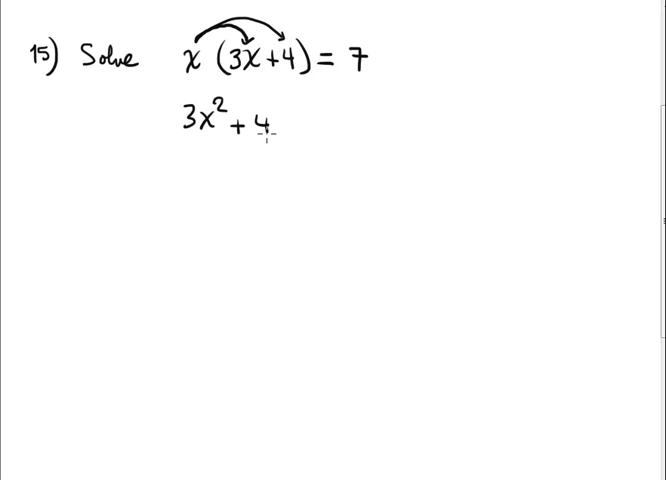 15) Solve x (3x+4) = 7
3x² + 4